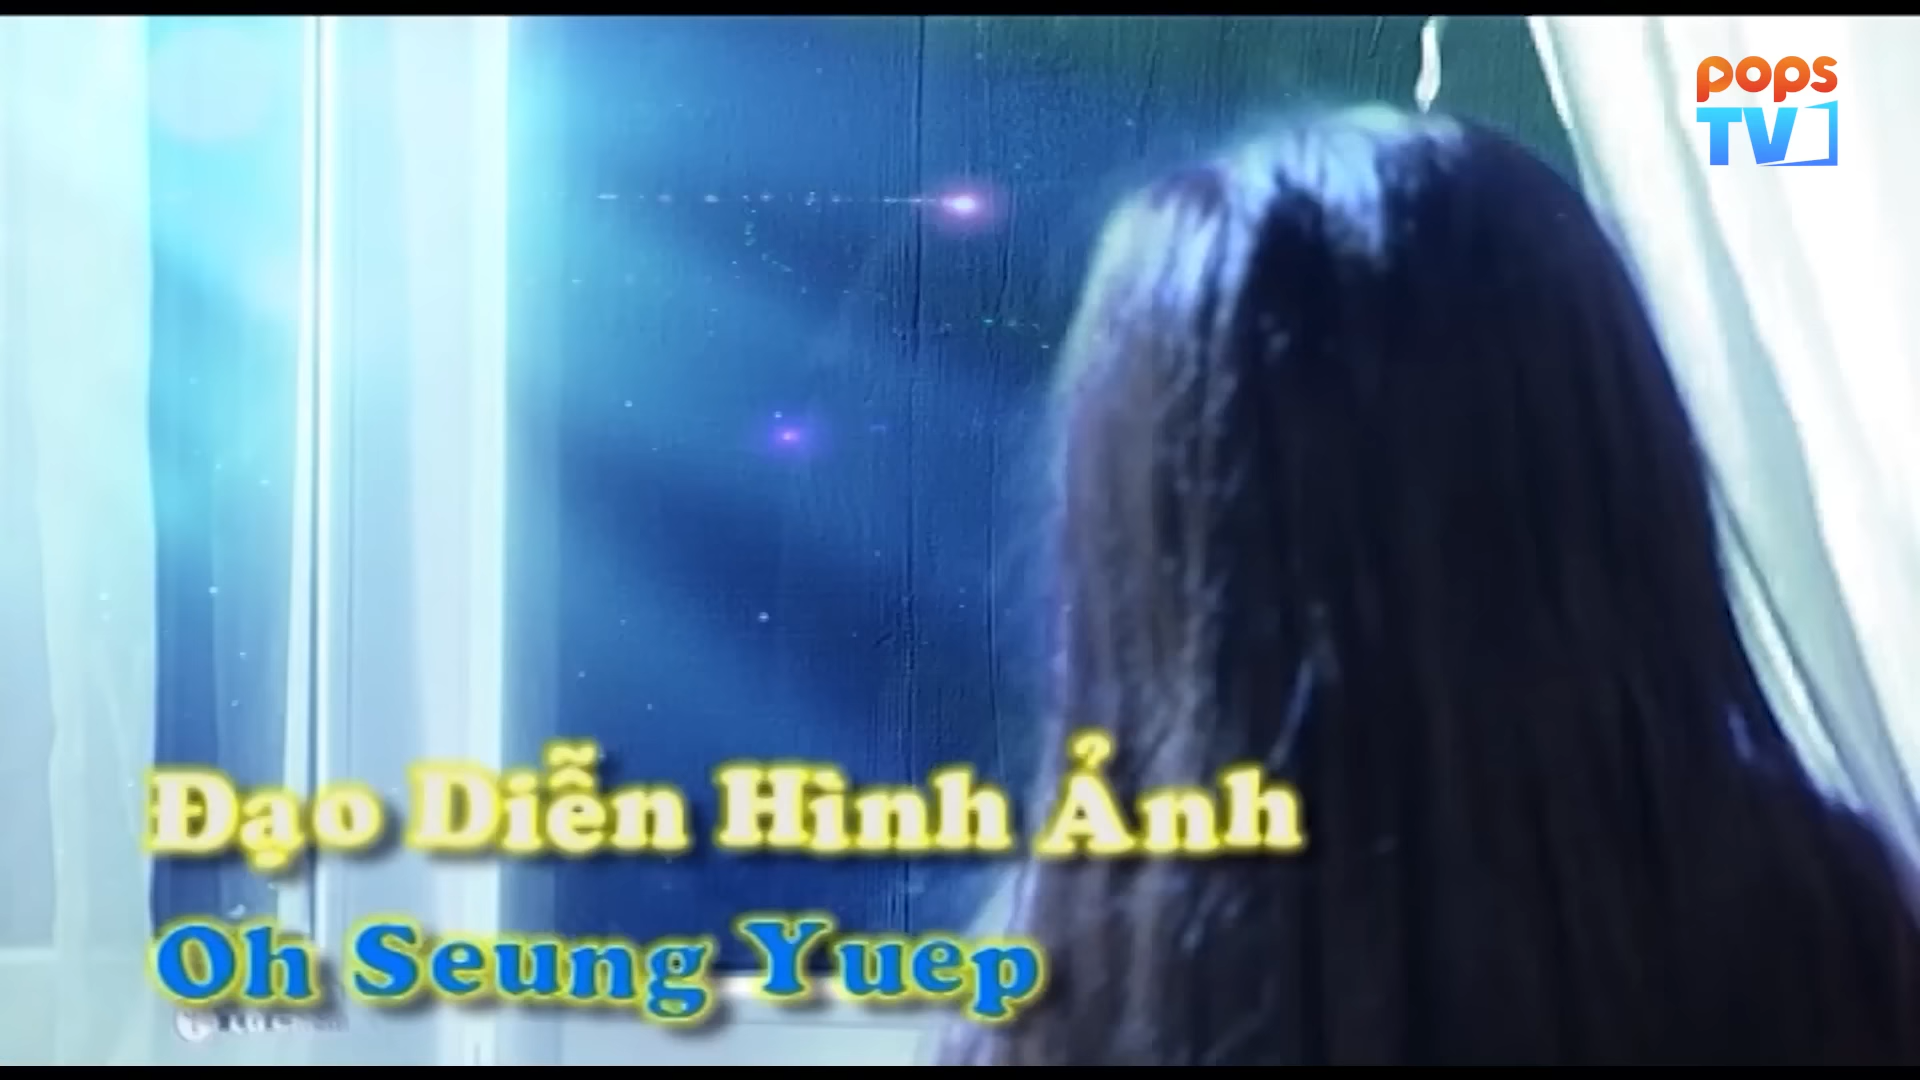 pops
TV
Đạo Diễn Hình Ảnh
Oh Seung Yuep